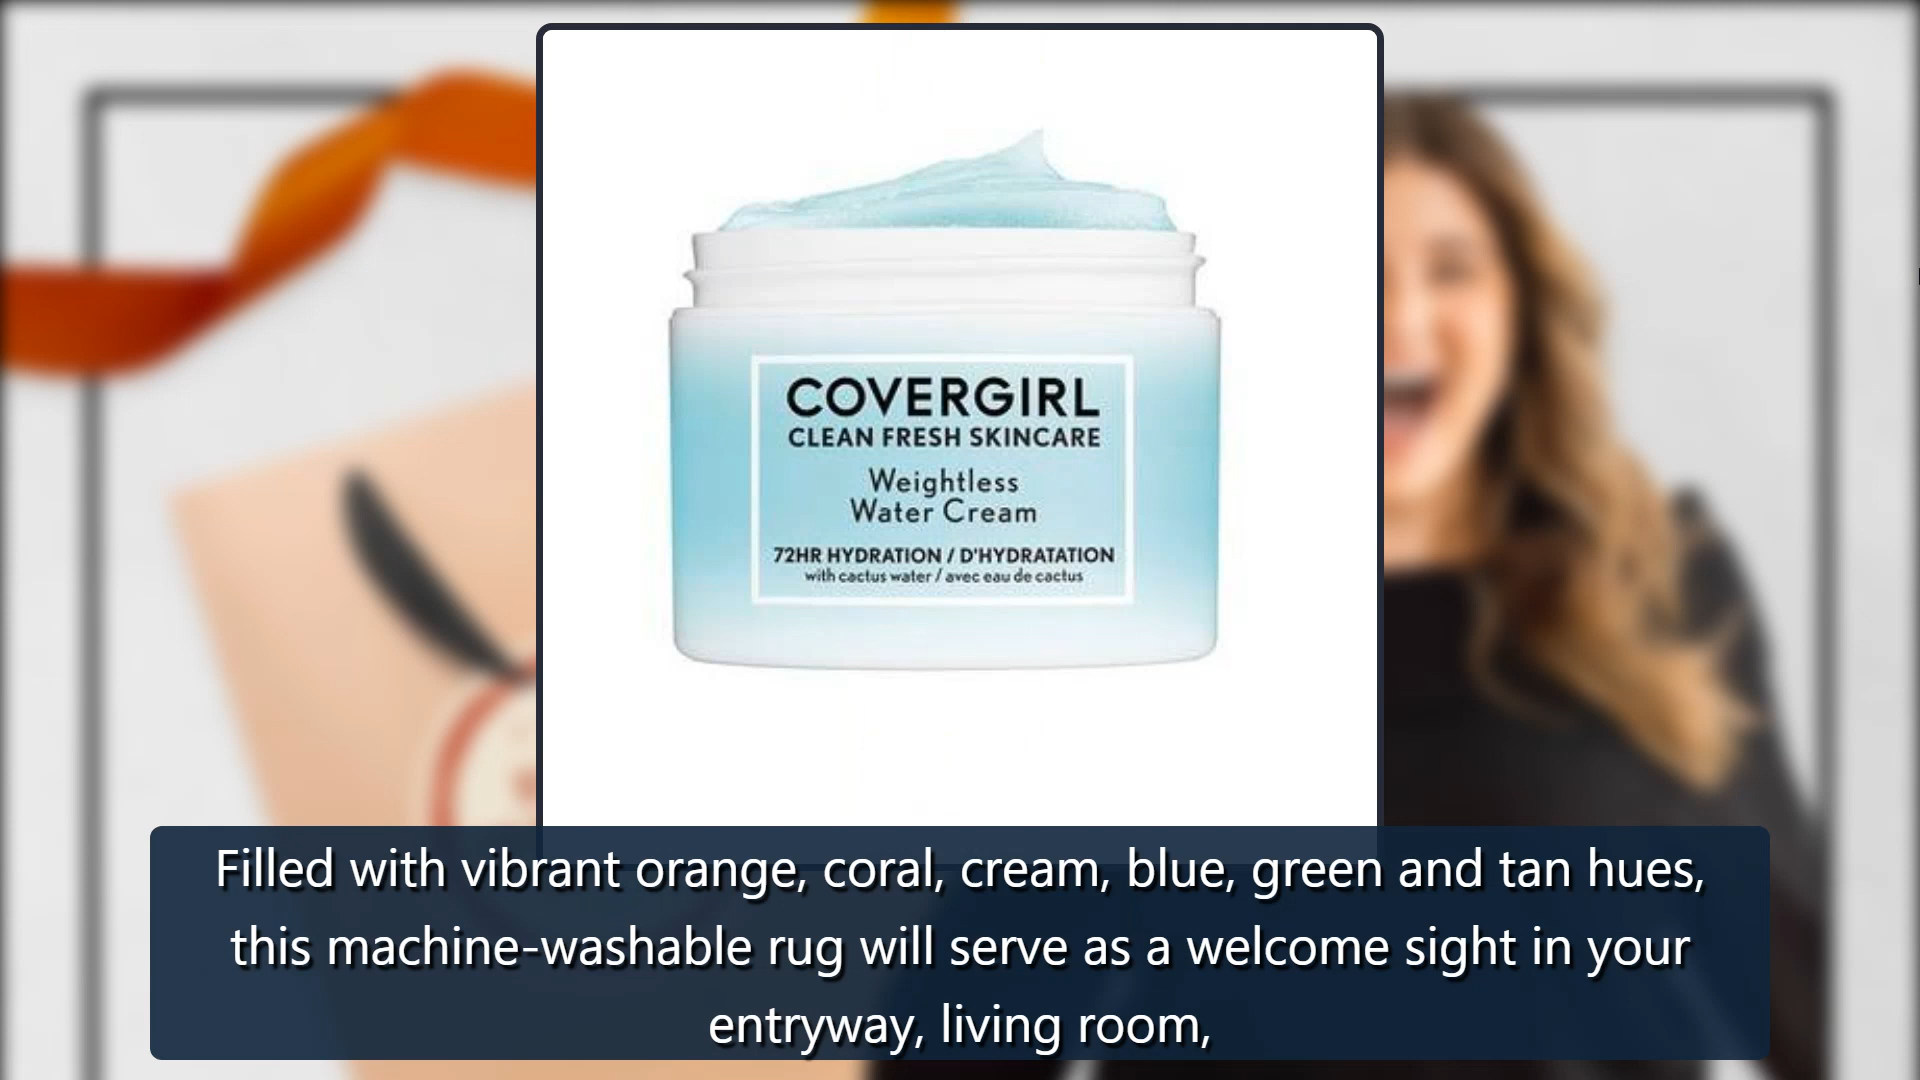 COVERGIRL
CLEAN FRESH SKINCARE
Weightless
Water Cream
72HR HYDRATION / D'HYDRATATION
with cactus water / avec eau de cactus
Filled with vibrant orange, coral, cream, blue, green and tan hues,
this machine-washable rug will serve as a welcome sight in your
entryway, living room,